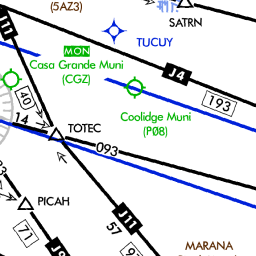 (5AZ3)
SATRN
J11
TUCUY
MON
Casa Grande Muni
(CGZ)
J4
193
40
Coolidge Muni
(P08)
14
TOTEC
093
PICAH
71
J11
57
MARANA